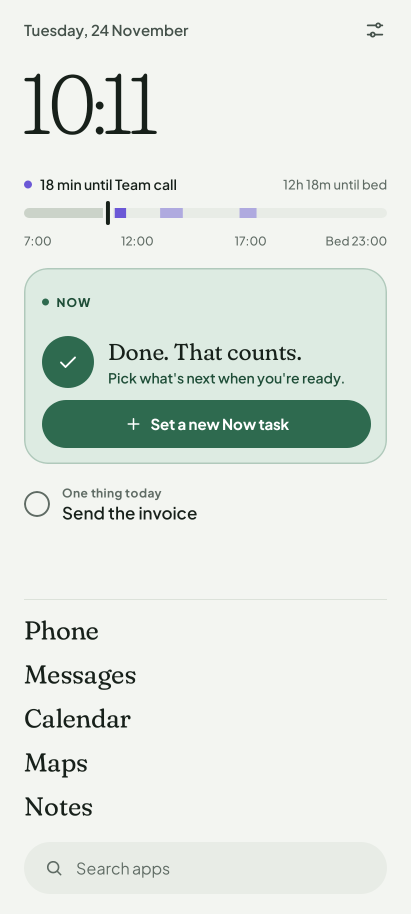 Tuesday, 24 November
10:11
18 min until Team call
12h 18m until bed
7:00 12:00 17:00 Bed 23:00
NOW
Done. That counts.
Pick what's next when you're ready.
Set a new Now task
One thing today
Send the invoice
Phone
Messages
Calendar
Maps
Notes
Search apps